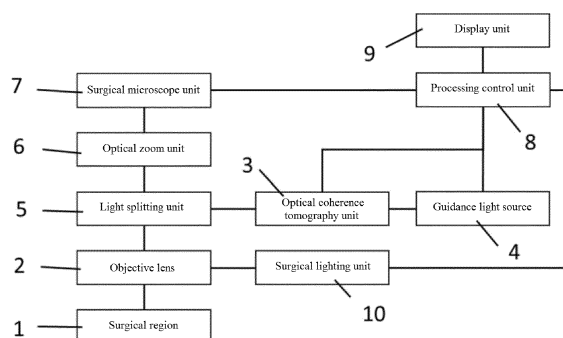 Display unit
9
7
Surgical microscope unit
Processing control unit
8
6
Optical zoom unit
3
5
Light splitting unit
Optical coherence
tomography unit
Guidance light source
4
2
Objective lens
Surgical lighting unit
10
1
Surgical region